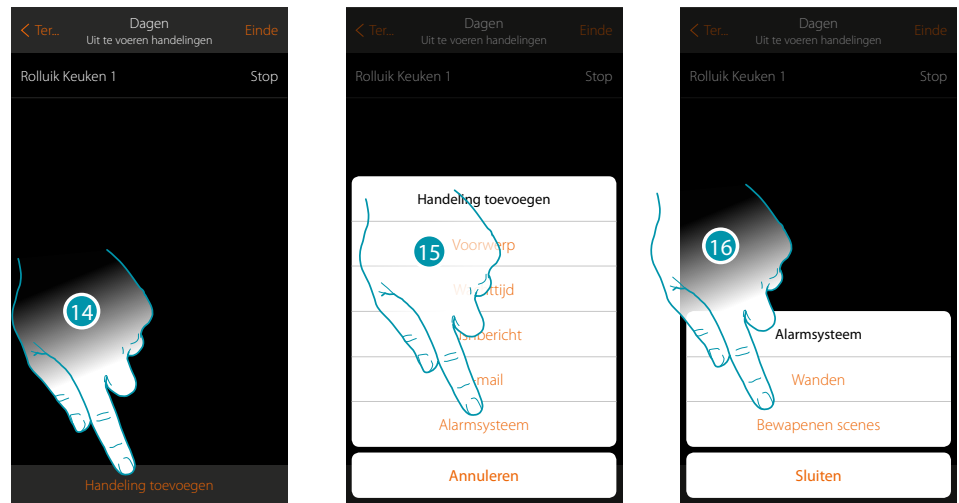 Ter...
Dagen
Einde
Uit te voeren handelingen
Rolluik Keuken 1
Stop
14
Handeling toevoegen
Ter...
Dagen
Einde
Uit te voeren handelingen
Rolluik Keuken 1
Stop
Handeling toevoegen
15
Voorwerp
mail
Alarmsysteem
Annuleren
Ter...
Dagen
Einde
Uit te voeren handelingen
Rolluik Keuken 1
Stop
16
Alarmsysteem
Wanden
Bewapenen scenes
Sluiten